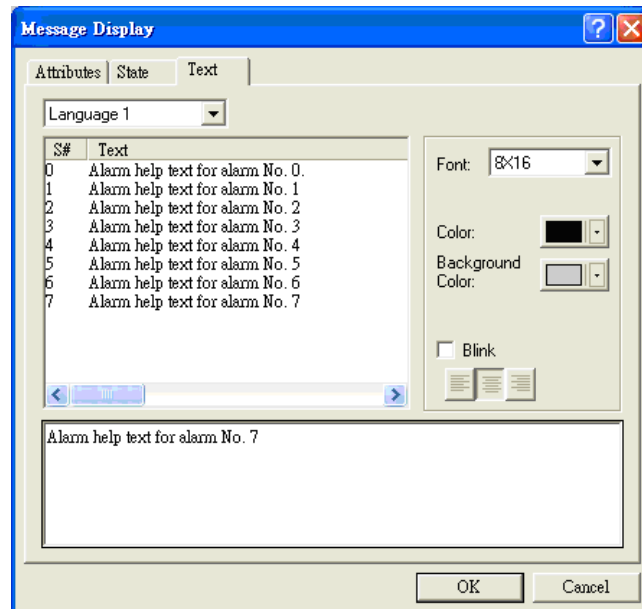 Message Display
Attributes State Text
Language 1
S# Text
0 Alarm help text for alarm No. 0.
1 Alarm help text for alarm No. 1
2 Alarm help text for alarm No. 2
3 Alarm help text for alarm No. 3
4 Alarm help text for alarm No. 4
5 Alarm help text for alarm No. 5
6 Alarm help text for alarm No. 6
7 Alarm help text for alarm No. 7
Font: 8X16
Color:
Background
Color:
Blink
Alarm help text for alarm No. 7
OK Cancel